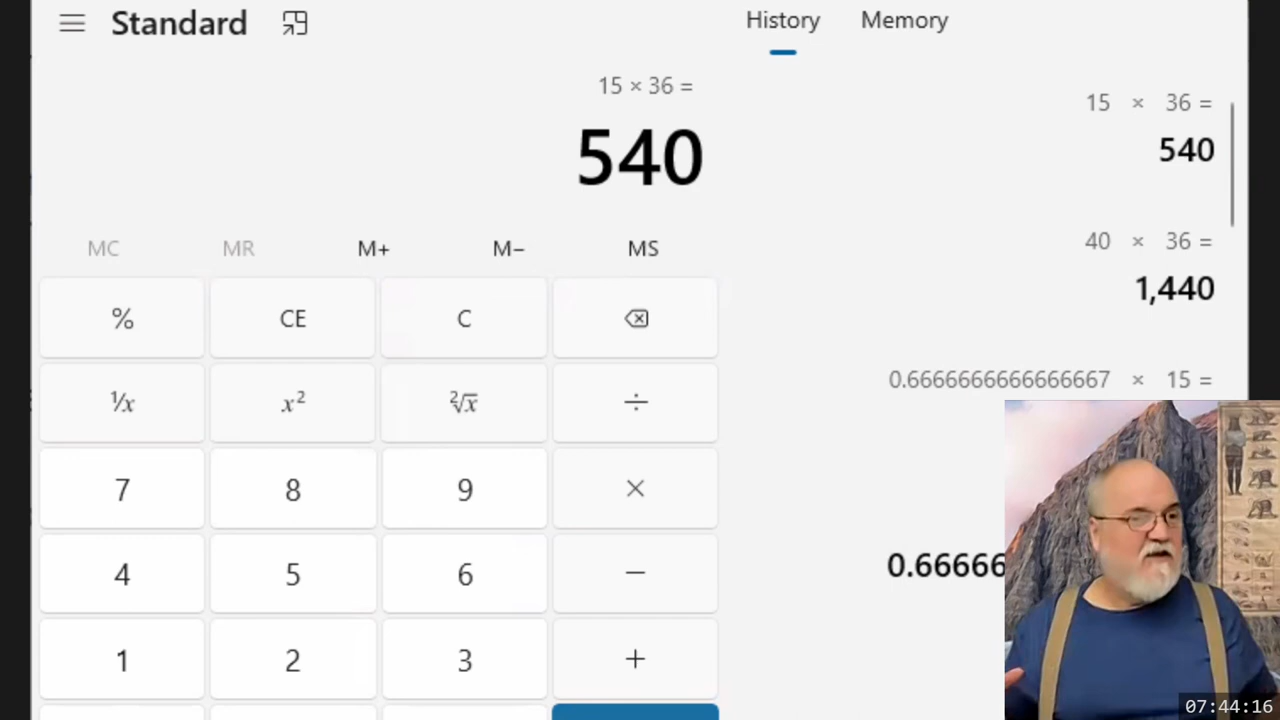 Standard
History Memory
15 × 36 =
540
MC MR M+ M− MS
% CE C
¹/x x² ²√x ÷
7 8 9 ×
4 5 6 −
1 2 3 +
15 × 36 =
540
40 × 36 =
1,440
0.6666666666666667 × 15 =
0.66666
07:44:16